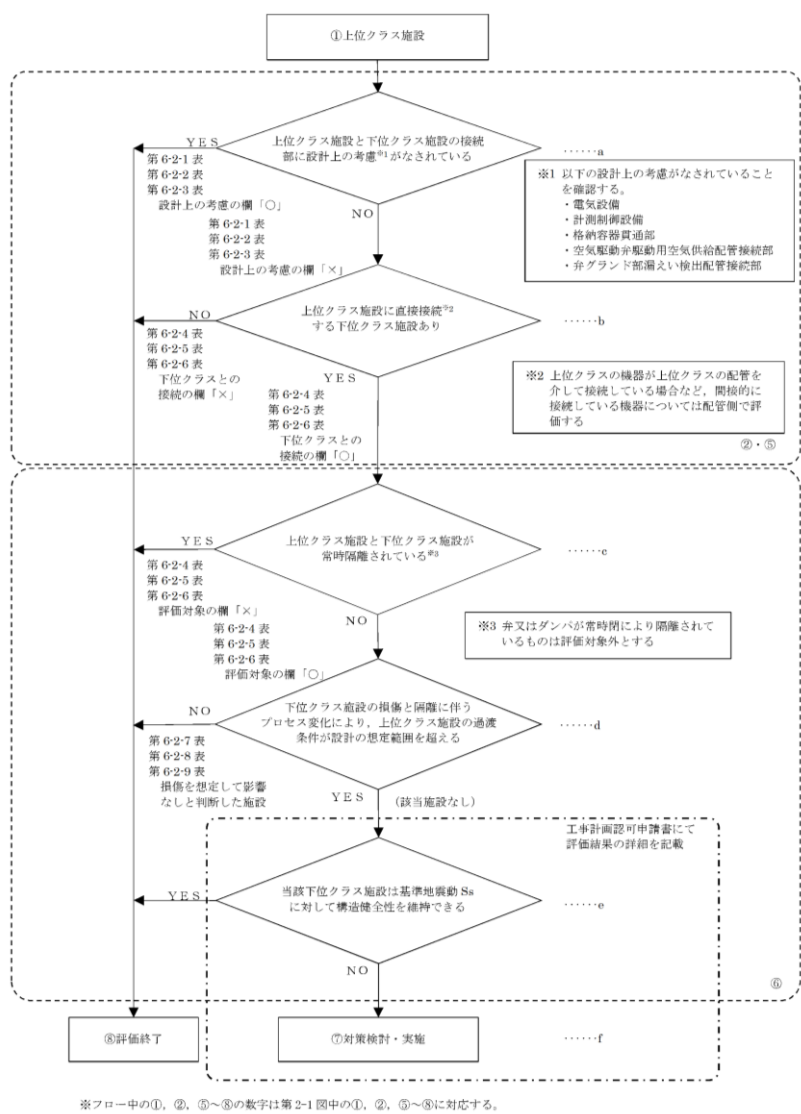 ①上位クラス施設
上位クラス施設と下位クラス施設の接続
部に設計上の考慮※1がなされている
……a
YES
第 6-2-1 表
第 6-2-2 表
第 6-2-3 表
設計上の考慮の欄「○」
NO
第 6-2-1 表
第 6-2-2 表
第 6-2-3 表
設計上の考慮の欄「×」
※1 以下の設計上の考慮がなされていること
を確認する。
・電気設備
・計測制御設備
・格納容器貫通部
・空気駆動弁駆動用空気供給配管接続部
・弁グランド部漏えい検出配管接続部
上位クラス施設に直接接続※2
する下位クラス施設あり
……b
NO
第 6-2-4 表
第 6-2-5 表
第 6-2-6 表
下位クラスとの
接続の欄「×」
YES
第 6-2-4 表
第 6-2-5 表
第 6-2-6 表
下位クラスとの
接続の欄「○」
※2 上位クラスの機器が上位クラスの配管を
介して接続している場合など，間接的に
接続している機器については配管側で評
価する
②・⑤
上位クラス施設と下位クラス施設が
常時隔離されている※3
……c
YES
第 6-2-4 表
第 6-2-5 表
第 6-2-6 表
評価対象の欄「×」
NO
第 6-2-4 表
第 6-2-5 表
第 6-2-6 表
評価対象の欄「○」
※3 弁又はダンパが常時閉により隔離されて
いるものは評価対象外とする
下位クラス施設の損傷と隔離に伴う
プロセス変化により，上位クラス施設の過渡
条件が設計の想定範囲を超える
……d
NO
第 6-2-7 表
第 6-2-8 表
第 6-2-9 表
損傷を想定して影響
なしと判断した施設
YES
（該当施設なし）
工事計画認可申請書にて
評価結果の詳細を記載
当該下位クラス施設は基準地震動 Ss
に対して構造健全性を維持できる
……e
YES
NO
⑥
⑧評価終了
⑦対策検討・実施
……f
※フロー中の①，②，⑤～⑧の数字は第 2-1 図中の①，②，⑤～⑧に対応する。